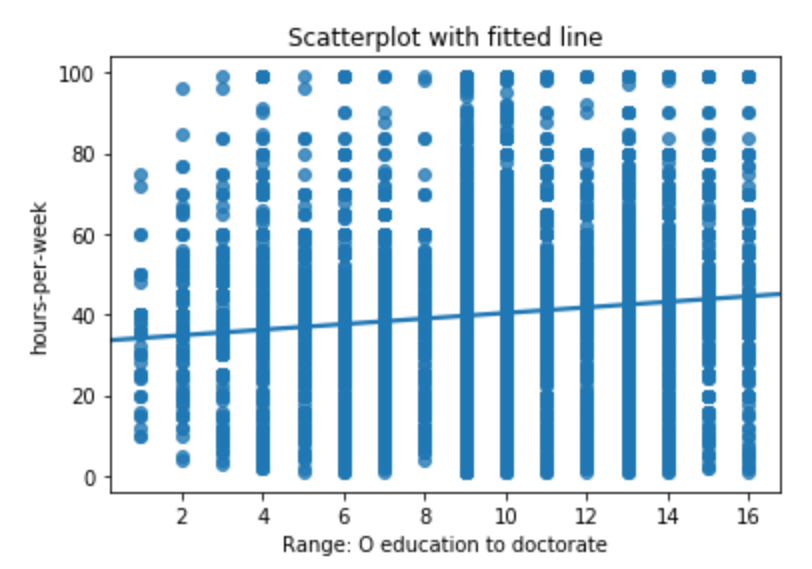 Scatterplot with fitted line
100
80
60
40
20
0
hours-per-week
2 4 6 8 10 12 14 16
Range: O education to doctorate